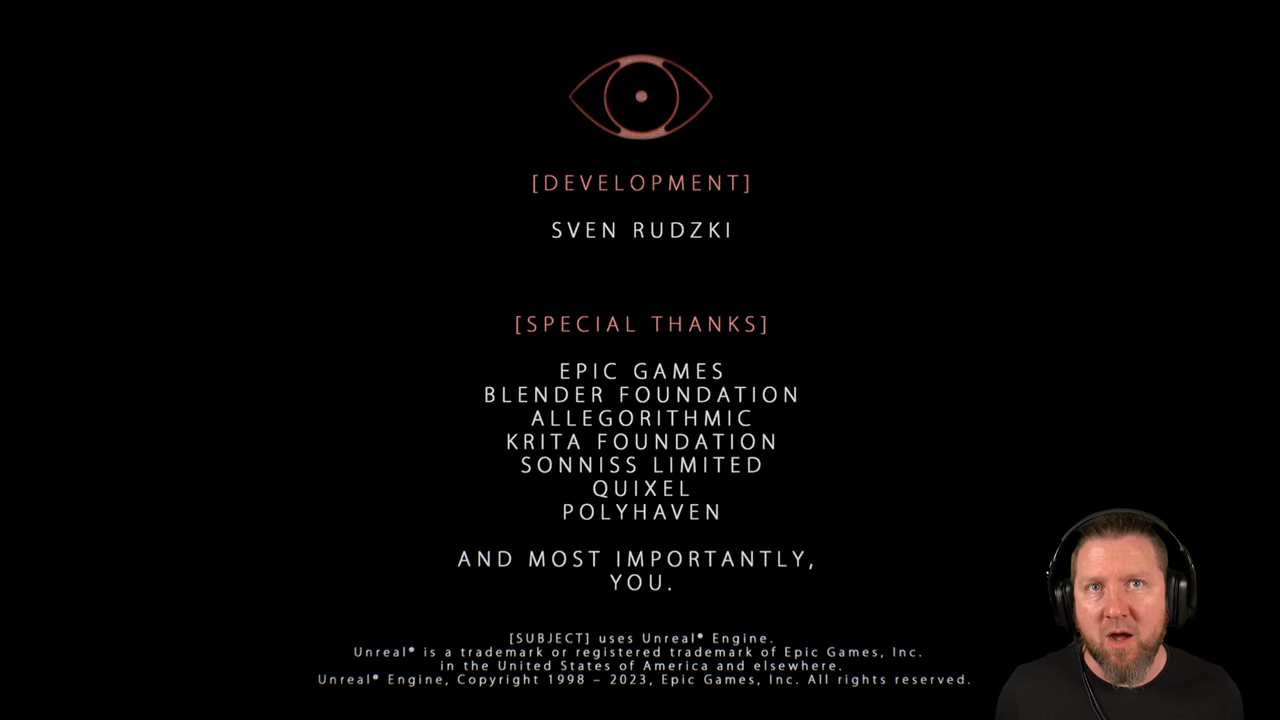 [DEVELOPMENT]
SVEN RUDZKI
[SPECIAL THANKS]
EPIC GAMES
BLENDER FOUNDATION
ALLEGORITHMIC
KRITA FOUNDATION
SONNISS LIMITED
QUIXEL
POLYHAVEN
AND MOST IMPORTANTLY,
YOU.
[SUBJECT] uses Unreal® Engine.
Unreal® is a trademark or registered trademark of Epic Games, Inc.
in the United States of America and elsewhere.
Unreal® Engine, Copyright 1998 – 2023, Epic Games, Inc. All rights reserved.